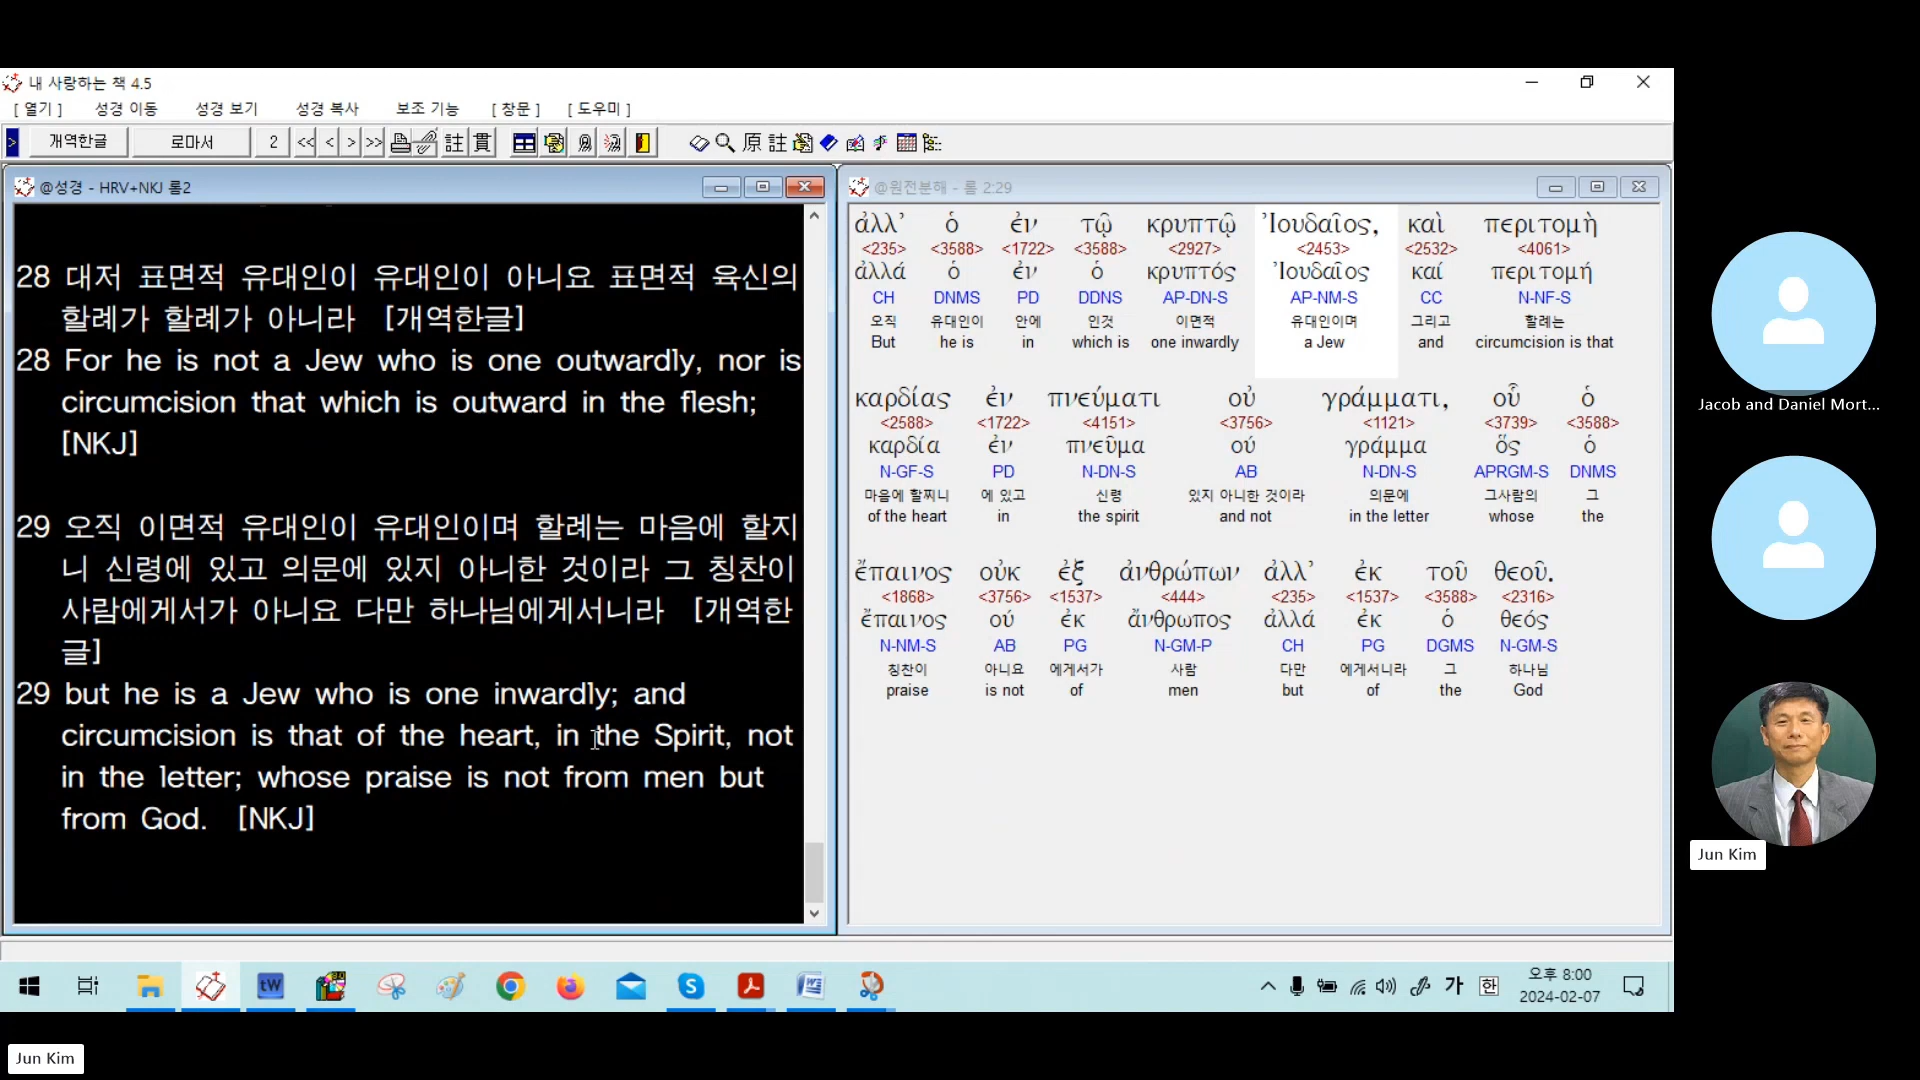 내 사랑하는 책 4.5
[ 열기 ] 성경 이동 성경 보기 성경 복사 보조 기능 [ 창문 ] [ 도우미 ]
> 개역한글 로마서 2 << < > >> 註 貫 原 註
@성경 - HRV+NKJ 롬2
28 대저 표면적 유대인이 유대인이 아니요 표면적 육신의
할례가 할례가 아니라 [개역한글]
28 For he is not a Jew who is one outwardly, nor is
circumcision that which is outward in the flesh;
[NKJ]
29 오직 이면적 유대인이 유대인이며 할례는 마음에 할지
니 신령에 있고 의문에 있지 아니한 것이라 그 칭찬이
사람에게서가 아니요 다만 하나님에게서니라 [개역한
글]
29 but he is a Jew who is one inwardly; and
circumcision is that of the heart, in the Spirit, not
in the letter; whose praise is not from men but
from God. [NKJ]
@원전분해 - 롬 2:29
ἀλλ’ ὁ ἐν τῷ κρυπτῷ Ἰουδαῖος, καὶ περιτομὴ
<235> <3588> <1722> <3588> <2927> <2453> <2532> <4061>
ἀλλά ὁ ἐν ὁ κρυπτός Ἰουδαῖος καί περιτομή
CH DNMS PD DDNS AP-DN-S AP-NM-S CC N-NF-S
오직 유대인이 안에 인것 이면적 유대인이며 그리고 할례는
But he is in which is one inwardly a Jew and circumcision is that
καρδίας ἐν πνεύματι οὐ γράμματι, οὗ ὁ
<2588> <1722> <4151> <3756> <1121> <3739> <3588>
καρδία ἐν πνεῦμα οὐ γράμμα ὅς ὁ
N-GF-S PD N-DN-S AB N-DN-S APRGM-S DNMS
마음에 할찌니 에 있고 신령 있지 아니한 것이라 의문에 그사람의 그
of the heart in the spirit and not in the letter whose the
ἔπαινος οὐκ ἐξ ἀνθρώπων ἀλλ’ ἐκ τοῦ θεοῦ.
<1868> <3756> <1537> <444> <235> <1537> <3588> <2316>
ἔπαινος οὐ ἐκ ἄνθρωπος ἀλλά ἐκ ὁ θεός
N-NM-S AB PG N-GM-P CH PG DGMS N-GM-S
칭찬이 아니요 에게서가 사람 다만 에게서니라 그 하나님
praise is not of men but of the God
Jacob and Daniel Mort...
Jun Kim
tW
S
가 한
오후 8:00
2024-02-07
Jun Kim